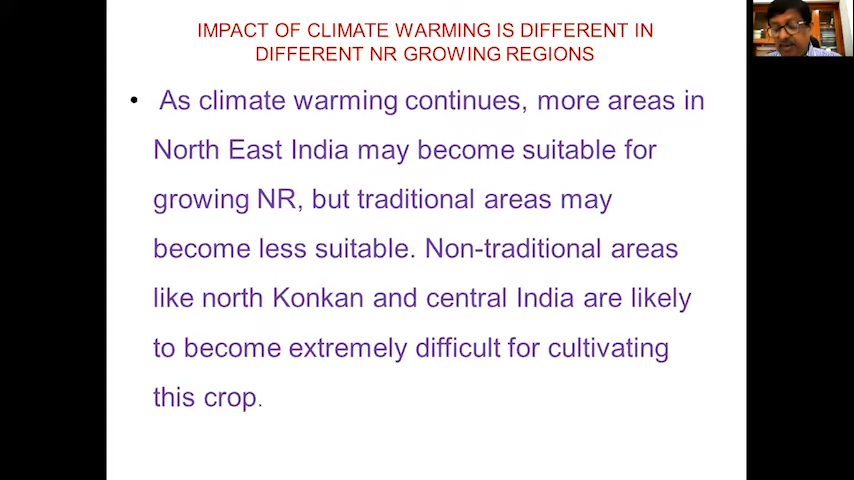 IMPACT OF CLIMATE WARMING IS DIFFERENT IN
DIFFERENT NR GROWING REGIONS
• As climate warming continues, more areas in
North East India may become suitable for
growing NR, but traditional areas may
become less suitable. Non-traditional areas
like north Konkan and central India are likely
to become extremely difficult for cultivating
this crop.